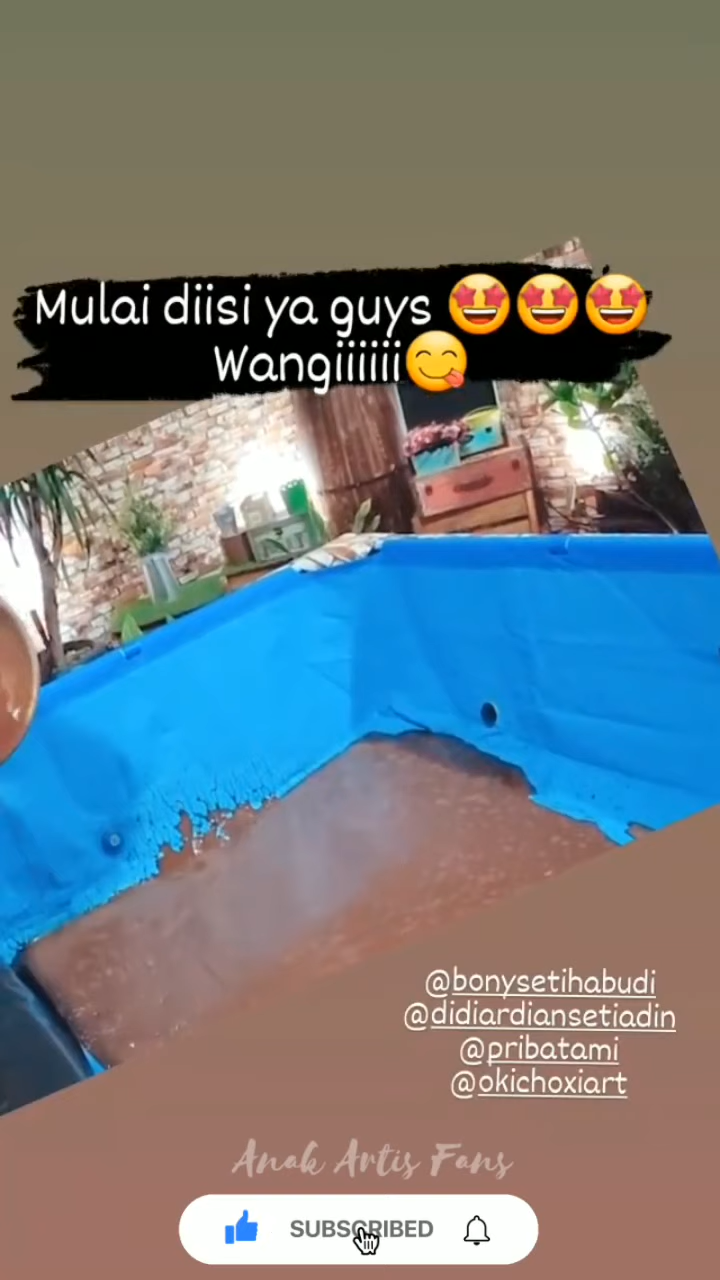 Mulai diisi ya guys 🤩🤩🤩
Wangiiiiii😋
@bonysetihabudi
@didiardiansetiadin
@pribatami
@okichoxiart
Anak Artis Fans
SUBSCRIBED